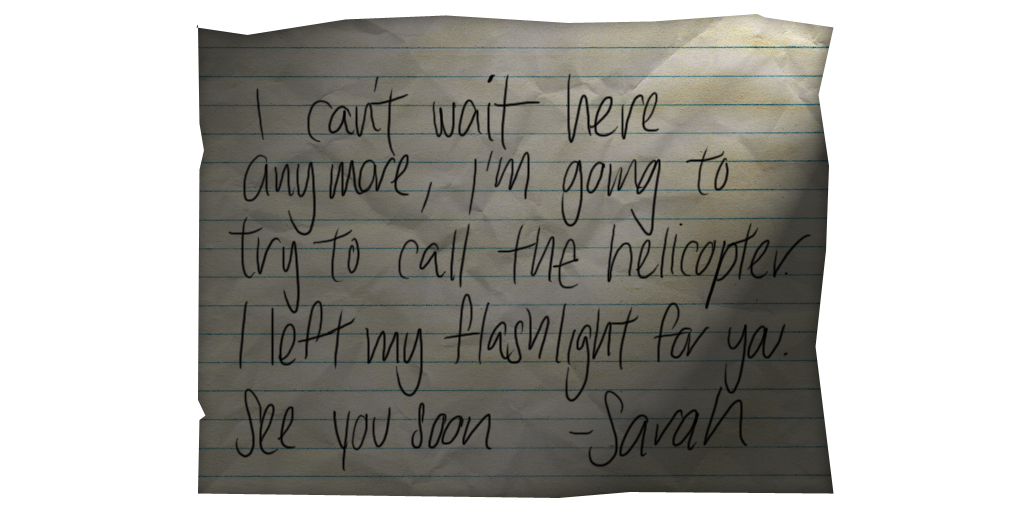 I can't wait here
anymore, I'm going to
try to call the helicopter.
I left my flashlight for you.
See you soon -Sarah